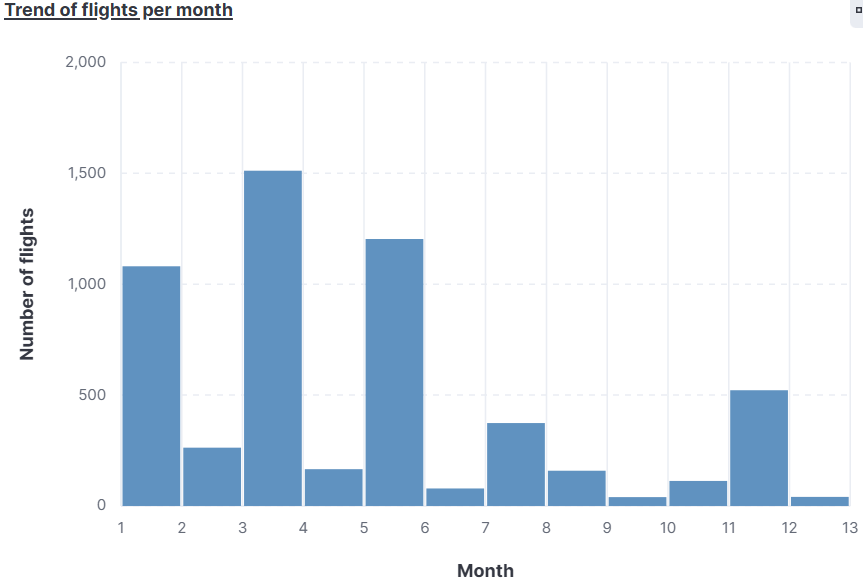 Trend of flights per month
2,000
1,500
1,000
500
0
Number of flights
1 2 3 4 5 6 7 8 9 10 11 12 13
Month